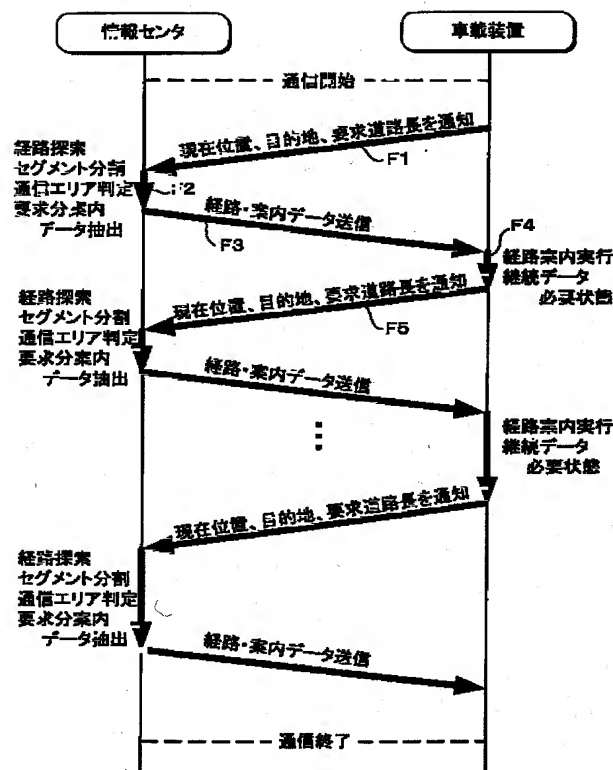 情報センタ
車載装置
通信開始
現在位置、目的地、要求道路長を通知
F1
経路探索
セグメント分割
通信エリア判定
要求分案内
データ抽出
F2
経路・案内データ送信
F3
F4
経路案内実行
継続データ
必要状態
現在位置、目的地、要求道路長を通知
F5
経路探索
セグメント分割
通信エリア判定
要求分案内
データ抽出
経路・案内データ送信
経路案内実行
継続データ
必要状態
現在位置、目的地、要求道路長を通知
経路探索
セグメント分割
通信エリア判定
要求分案内
データ抽出
経路・案内データ送信
通信終了